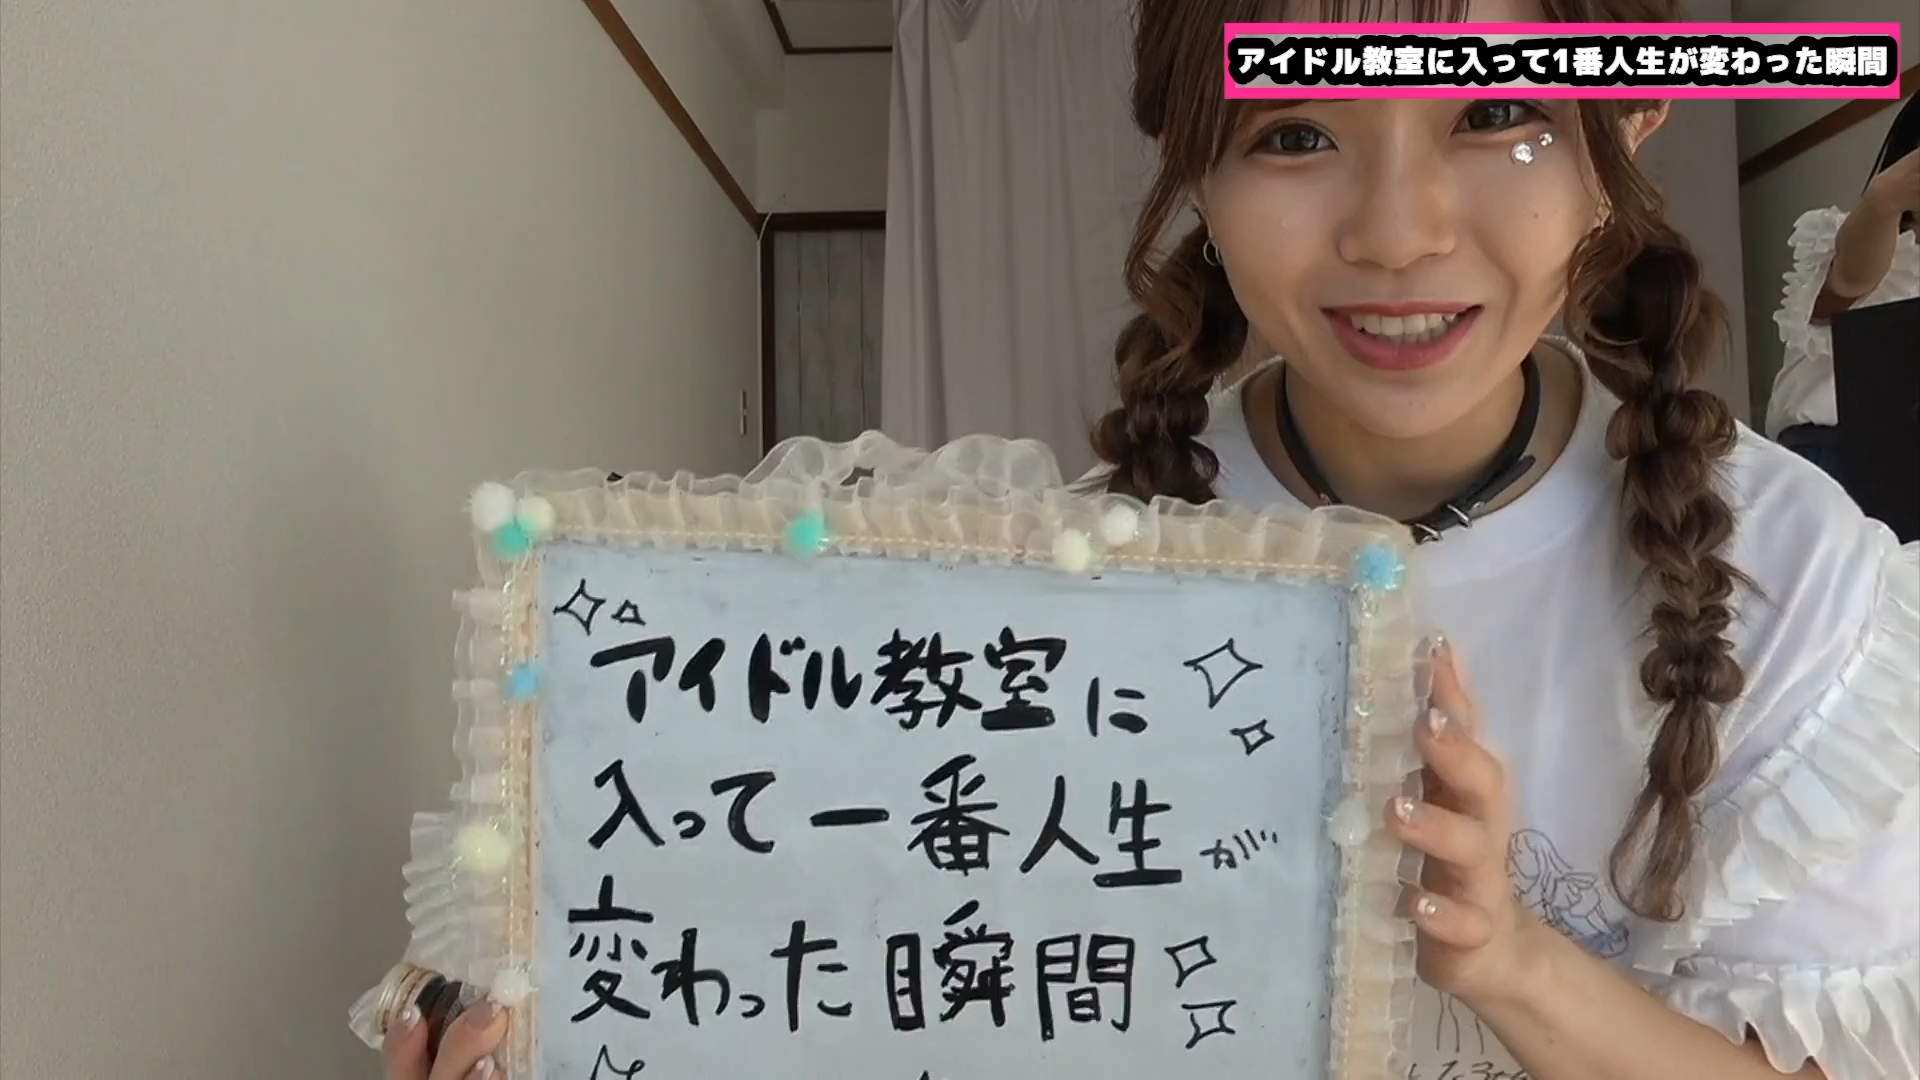 アイドル教室に入って1番人生が変わった瞬間
アイドル教室に
入って一番人生が
変わった瞬間